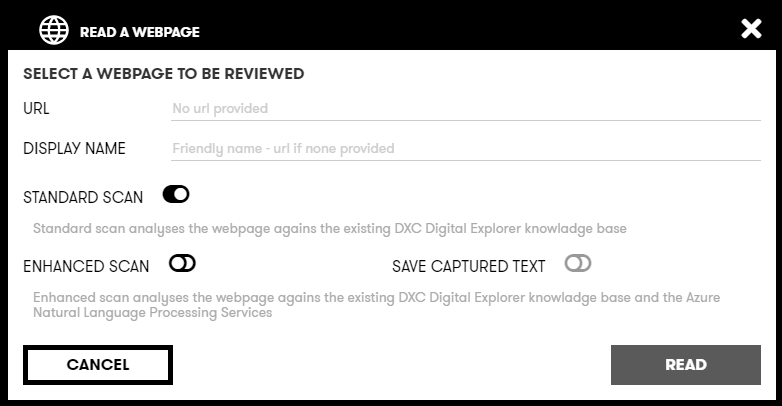 READ A WEBPAGE
SELECT A WEBPAGE TO BE REVIEWED
URL No url provided
DISPLAY NAME Friendly name - url if none provided
STANDARD SCAN
Standard scan analyses the webpage agains the existing DXC Digital Explorer knowladge base
ENHANCED SCAN SAVE CAPTURED TEXT
Enhanced scan analyses the webpage agains the existing DXC Digital Explorer knowladge base and the Azure
Natural Language Processing Services
CANCEL READ